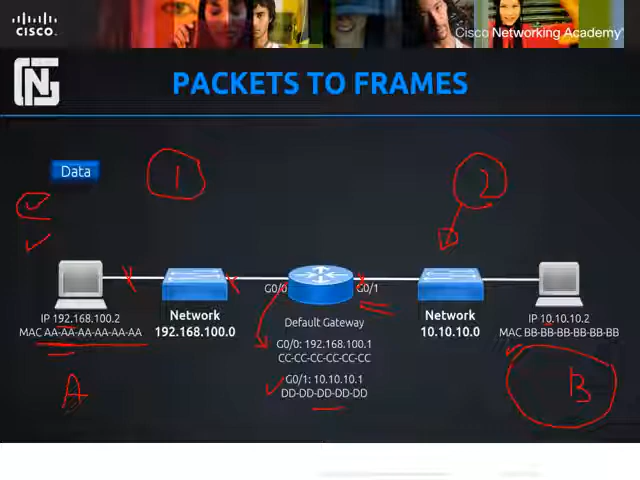 CISCO.
Cisco Networking Academy
N
PACKETS TO FRAMES
Data
1
2
G0/0
G0/1
IP 192.168.100.2
MAC AA-AA-AA-AA-AA-AA
Network
192.168.100.0
Default Gateway
G0/0: 192.168.100.1
CC-CC-CC-CC-CC-CC
G0/1: 10.10.10.1
DD-DD-DD-DD-DD
Network
10.10.10.0
IP 10.10.10.2
MAC BB-BB-BB-BB-BB-BB
A
B